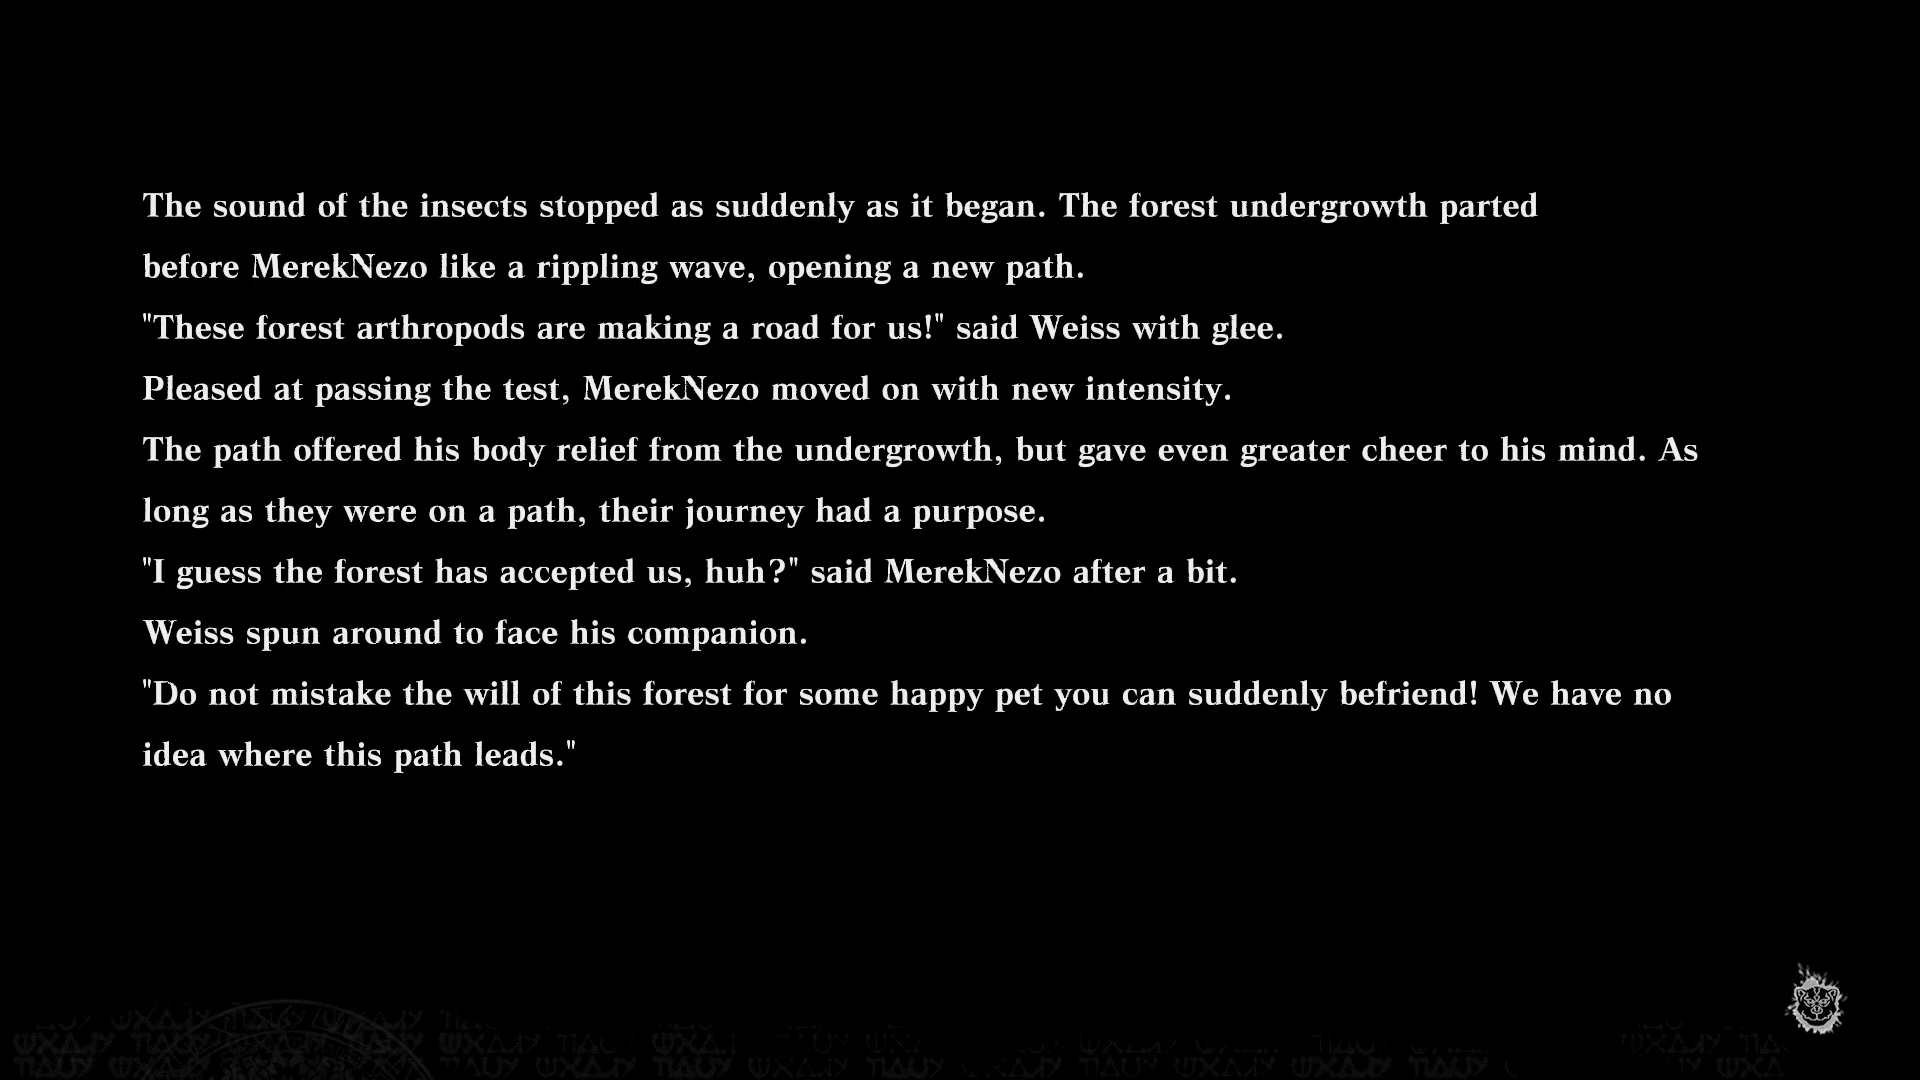 The sound of the insects stopped as suddenly as it began. The forest undergrowth parted
before MerekNezo like a rippling wave, opening a new path.
"These forest arthropods are making a road for us!" said Weiss with glee.
Pleased at passing the test, MerekNezo moved on with new intensity.
The path offered his body relief from the undergrowth, but gave even greater cheer to his mind. As
long as they were on a path, their journey had a purpose.
"I guess the forest has accepted us, huh?" said MerekNezo after a bit.
Weiss spun around to face his companion.
"Do not mistake the will of this forest for some happy pet you can suddenly befriend! We have no
idea where this path leads."